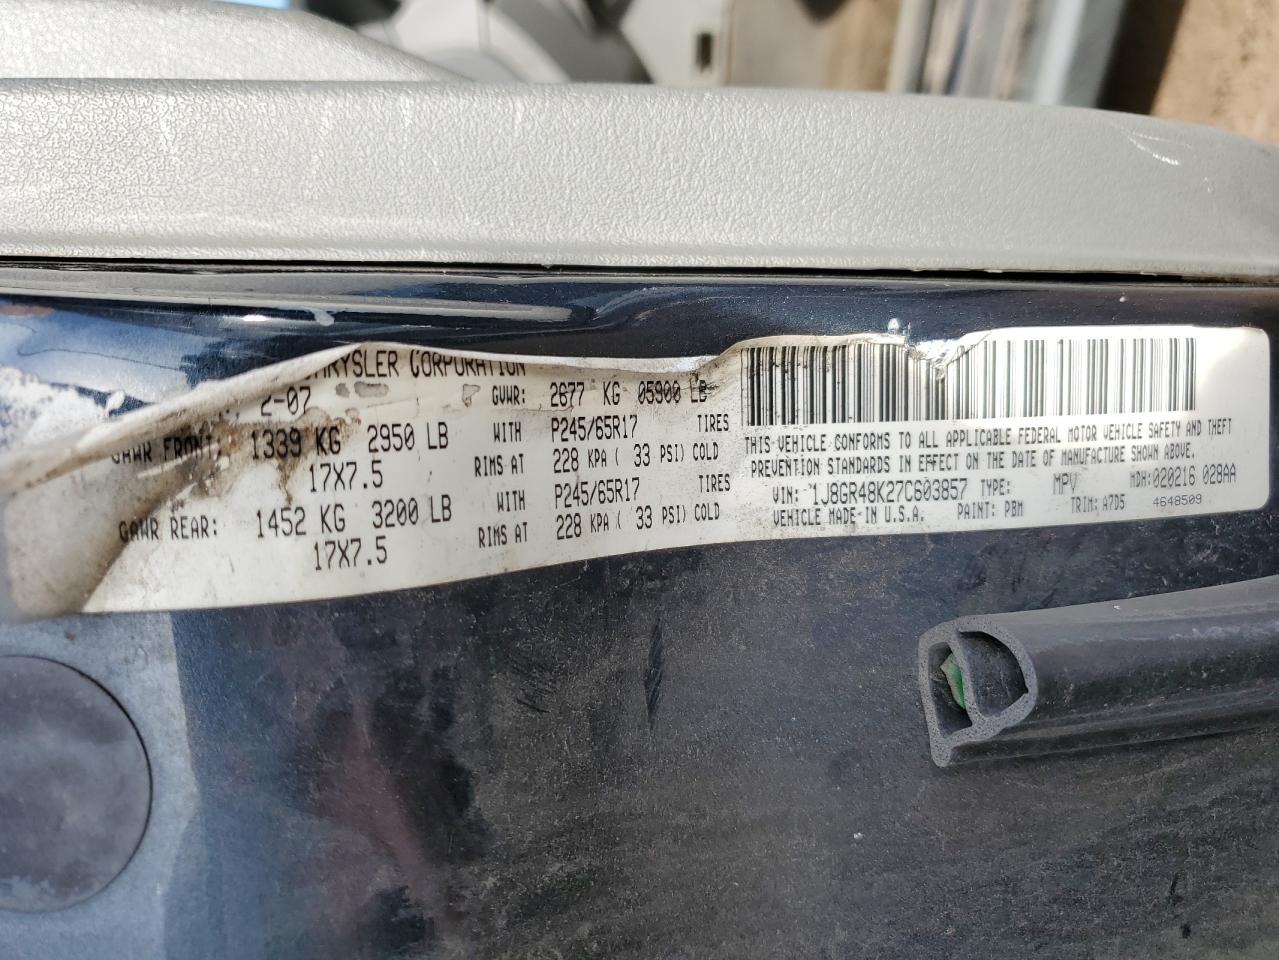 CHRYSLER CORPORATION
2-07 GVWR: 2677 KG 05900 LB
GAWR FRONT: 1339 KG 2950 LB WITH P245/65R17 TIRES
17X7.5 RIMS AT 228 KPA ( 33 PSI) COLD
GAWR REAR: 1452 KG 3200 LB WITH P245/65R17 TIRES
17X7.5 RIMS AT 228 KPA ( 33 PSI) COLD
THIS VEHICLE CONFORMS TO ALL APPLICABLE FEDERAL MOTOR VEHICLE SAFETY AND THEFT
PREVENTION STANDARDS IN EFFECT ON THE DATE OF MANUFACTURE SHOWN ABOVE.
VIN: 1J8GR48K27C603857 TYPE: MPV MDH: 020216 028AA
VEHICLE MADE IN U.S.A. PAINT: PBM TRIM: A7D5 4648509